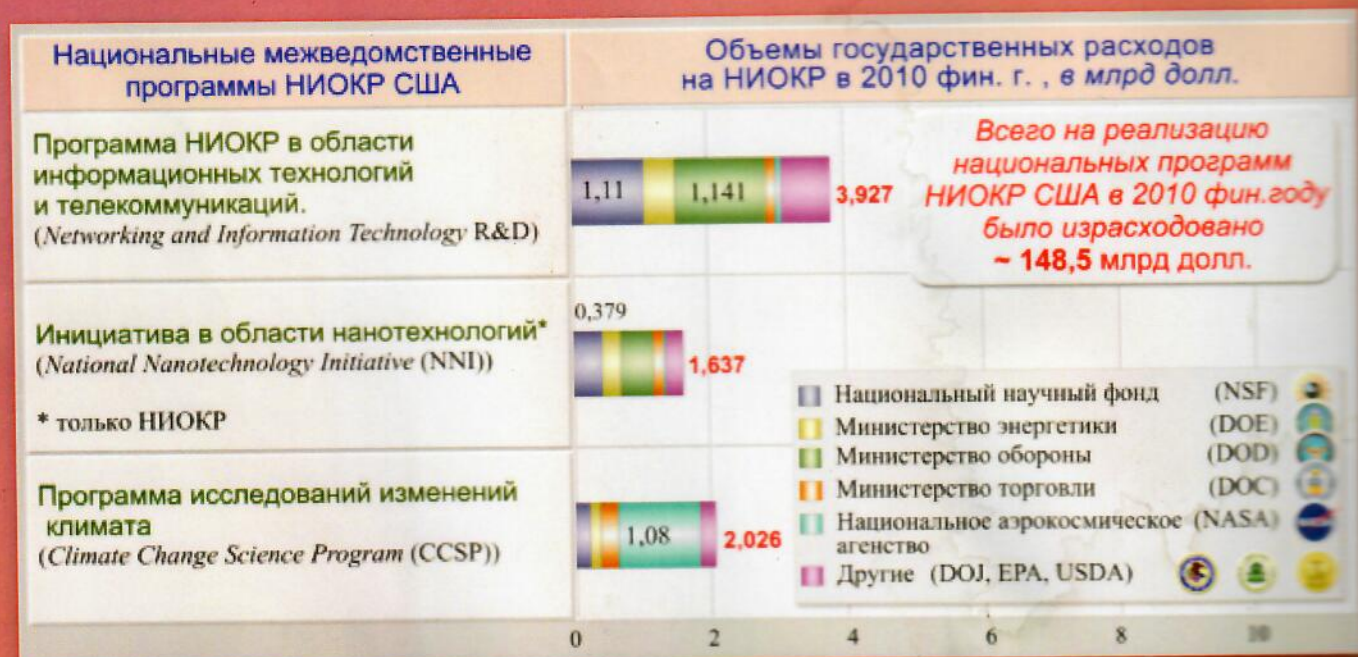 Национальные межведомственные
программы НИОКР США
Объемы государственных расходов
на НИОКР в 2010 фин. г. , в млрд долл.
Программа НИОКР в области
информационных технологий
и телекоммуникаций.
(Networking and Information Technology R&D)
1,11
1,141
3,927
Всего на реализацию
национальных программ
НИОКР США в 2010 фин.году
было израсходовано
~ 148,5 млрд долл.
Инициатива в области нанотехнологий*
(National Nanotechnology Initiative (NNI))
* только НИОКР
0,379
1,637
Программа исследований изменений
климата
(Climate Change Science Program (CCSP))
1,08
2,026
Национальный научный фонд (NSF)
Министерство энергетики (DOE)
Министерство обороны (DOD)
Министерство торговли (DOC)
Национальное аэрокосмическое (NASA)
агенство
Другие (DOJ, EPA, USDA)
0 2 4 6 8 10